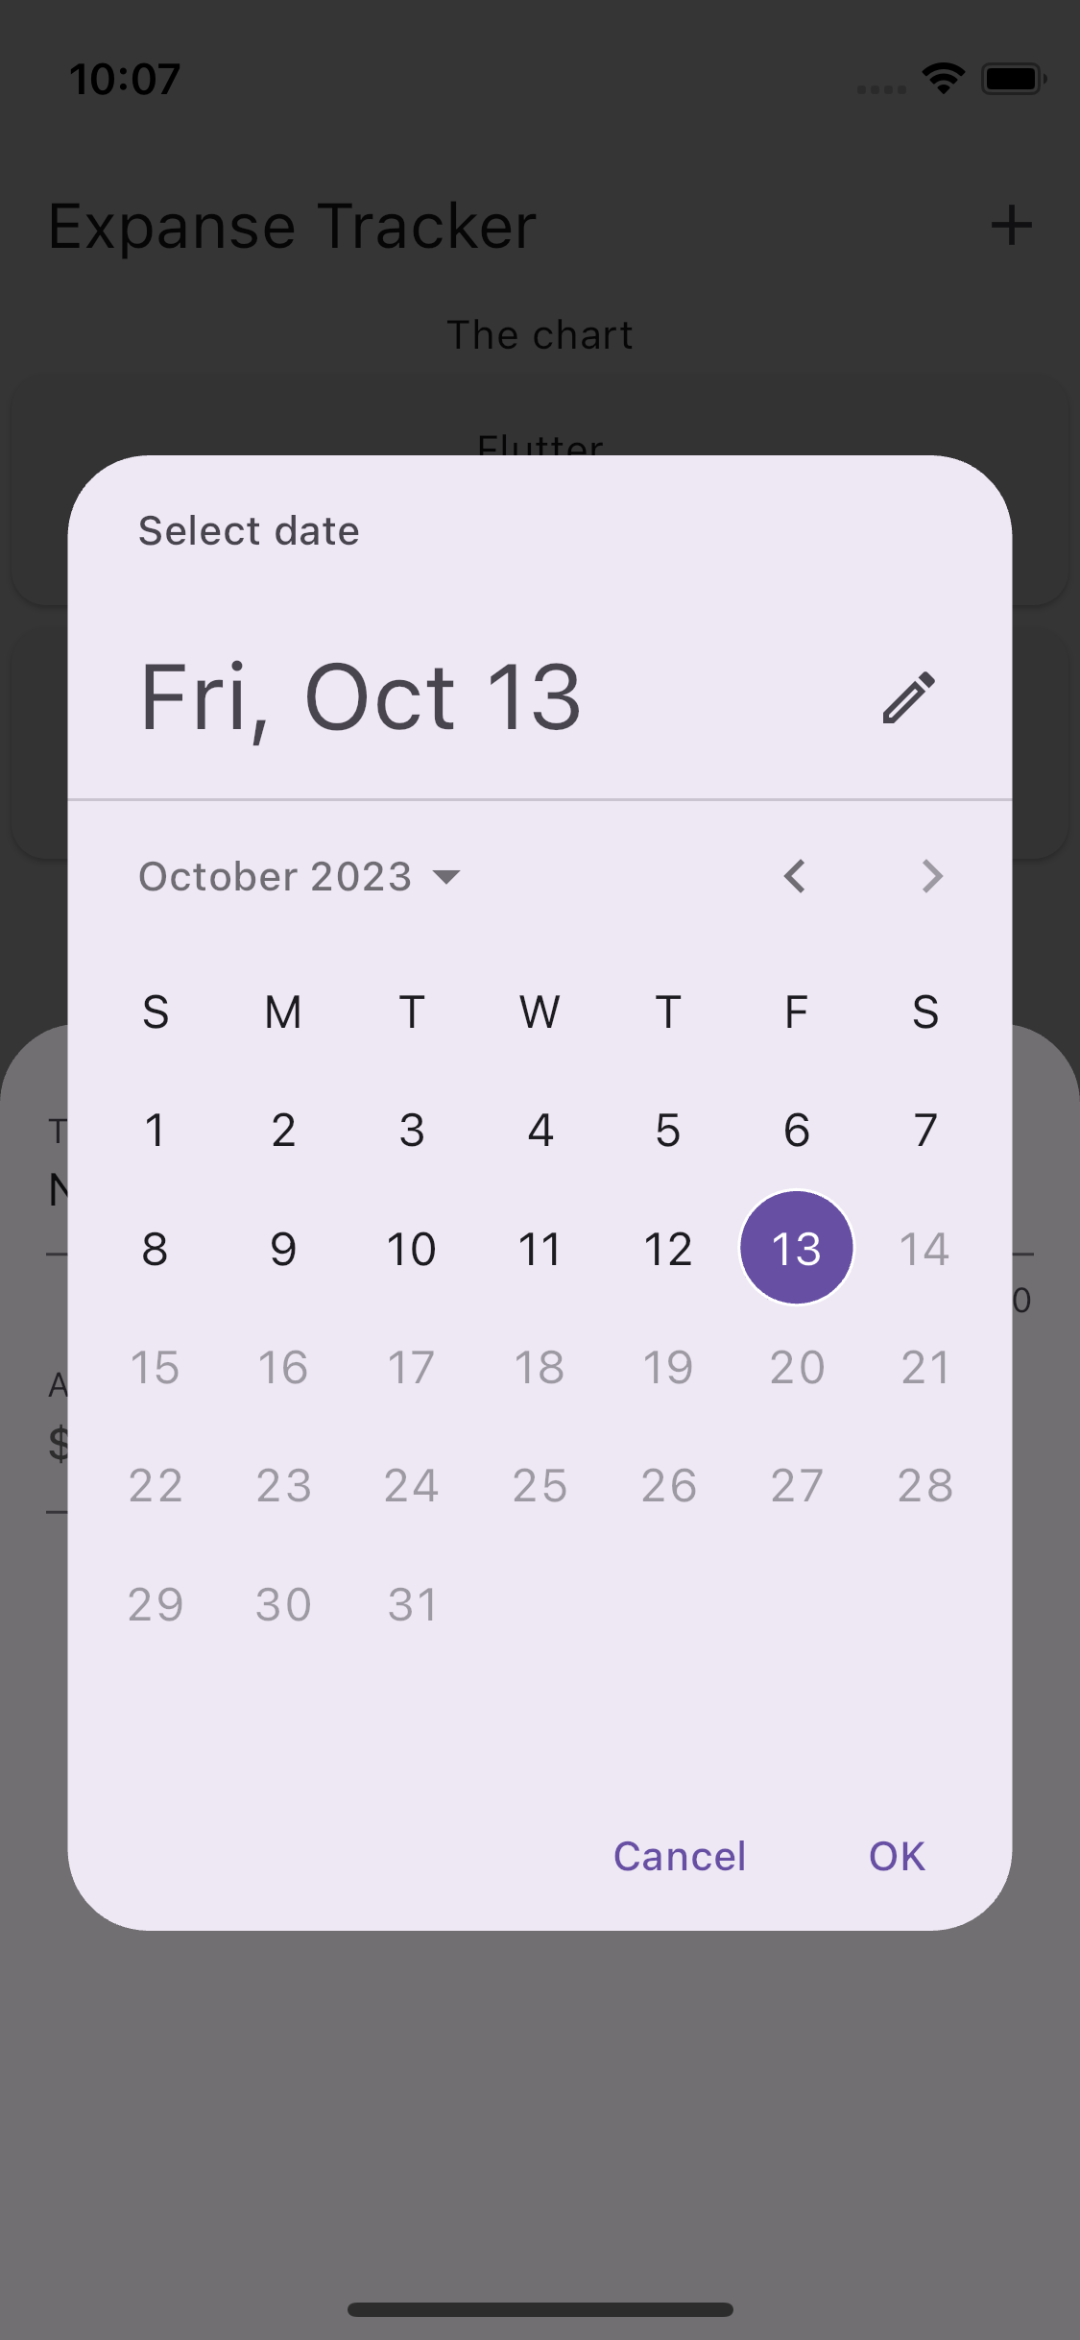 10:07
Expanse Tracker
The chart
Flutter
Select date
Fri, Oct 13
October 2023
S M T W T F S
1 2 3 4 5 6 7
8 9 10 11 12 13 14
15 16 17 18 19 20 21
22 23 24 25 26 27 28
29 30 31
Cancel OK